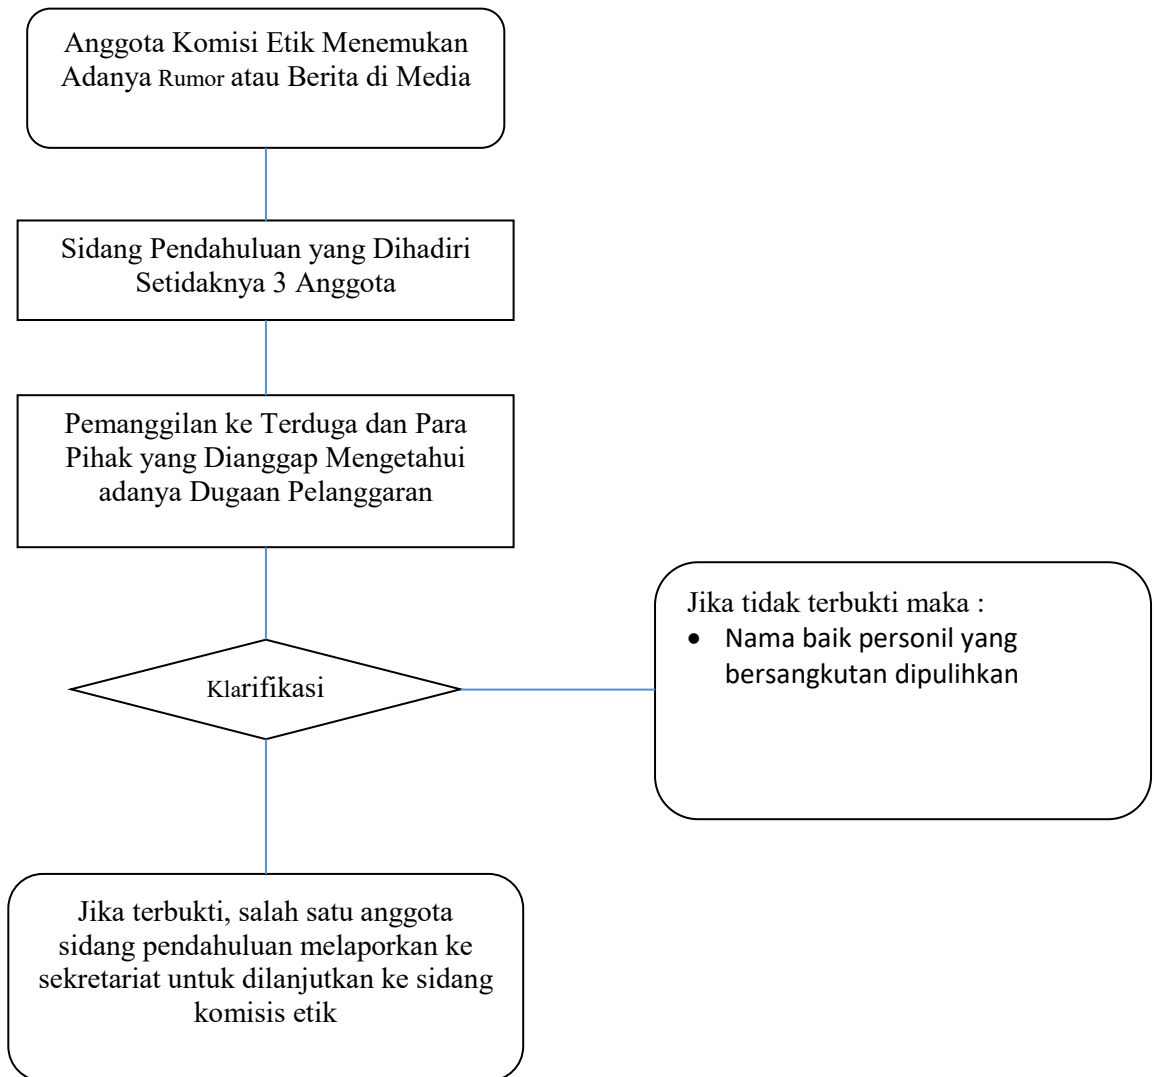 Anggota Komisi Etik Menemukan
Adanya Rumor atau Berita di Media
Sidang Pendahuluan yang Dihadiri
Setidaknya 3 Anggota
Pemanggilan ke Terduga dan Para
Pihak yang Dianggap Mengetahui
adanya Dugaan Pelanggaran
Klarifikasi
Jika tidak terbukti maka :
• Nama baik personil yang
bersangkutan dipulihkan
Jika terbukti, salah satu anggota
sidang pendahuluan melaporkan ke
sekretariat untuk dilanjutkan ke sidang
komisis etik